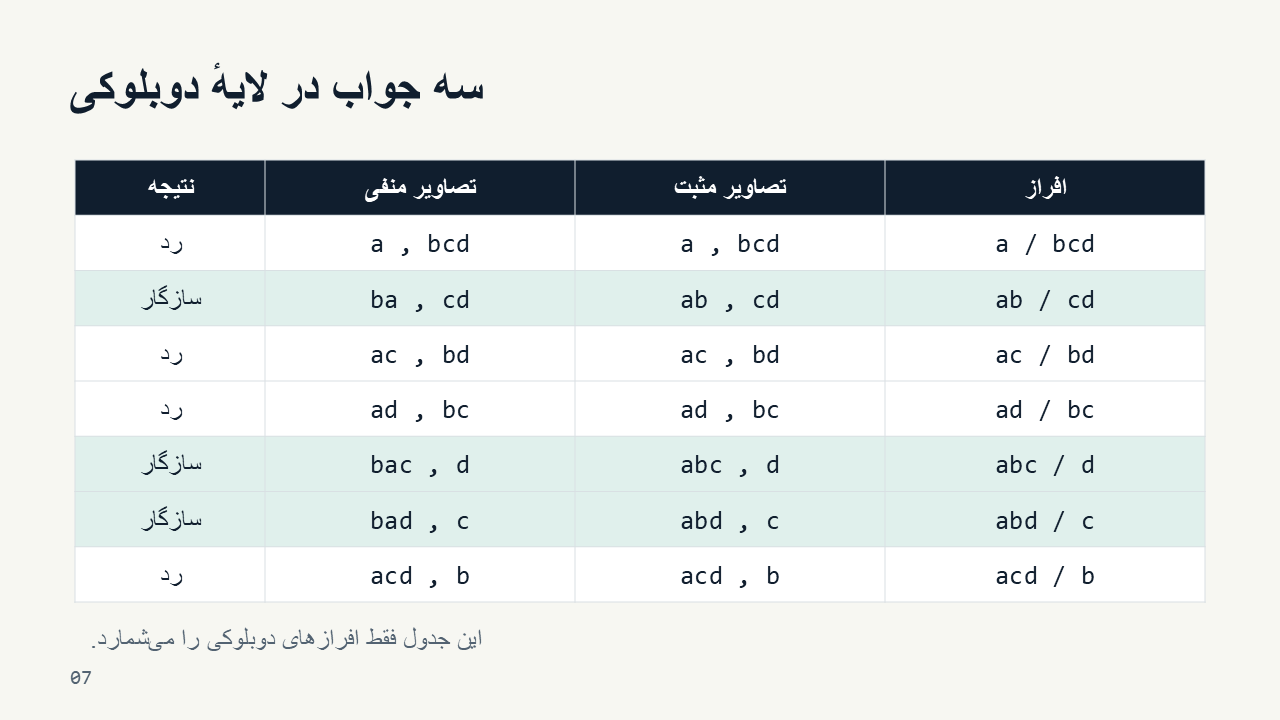 سه جواب در لایهٔ دوبلوکی
افراز	تصاویر مثبت	تصاویر منفی	نتیجه
a / bcd	a , bcd	a , bcd	رد
ab / cd	ab , cd	ba , cd	سازگار
ac / bd	ac , bd	ac , bd	رد
ad / bc	ad , bc	ad , bc	رد
abc / d	abc , d	bac , d	سازگار
abd / c	abd , c	bad , c	سازگار
acd / b	acd , b	acd , b	رد
این جدول فقط افرازهای دوبلوکی را می‌شمارد.
07